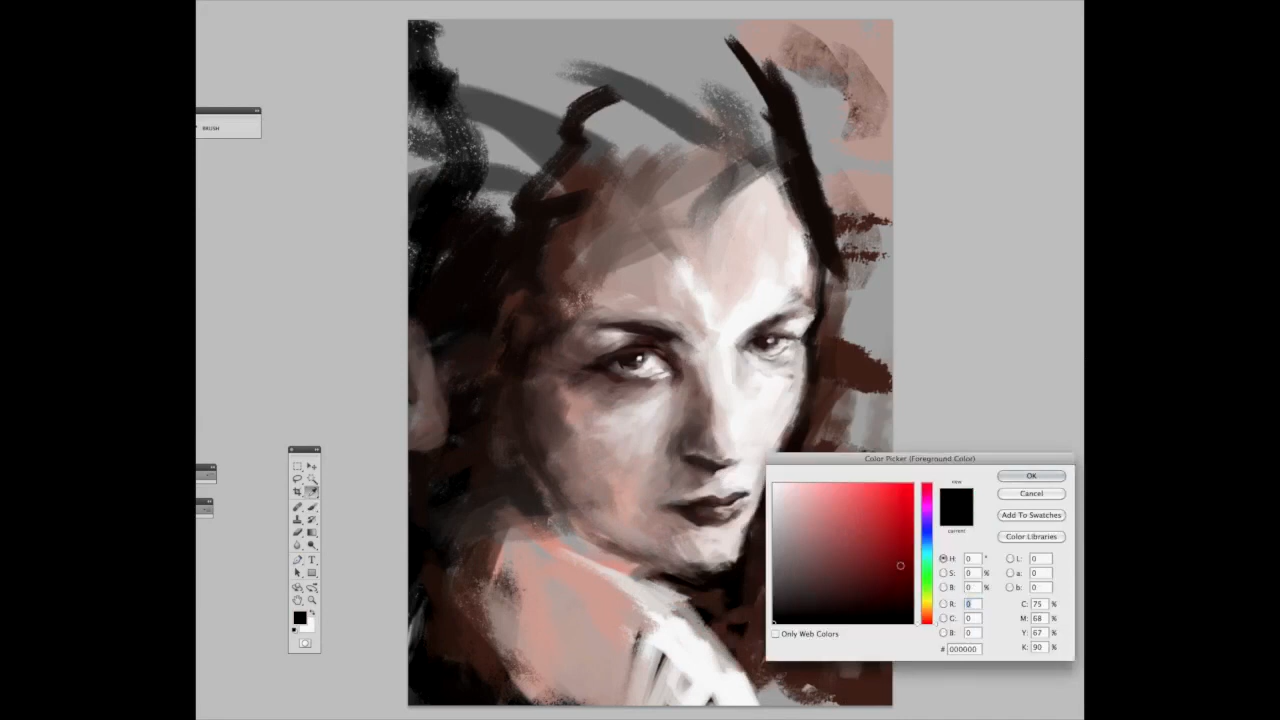 BRUSH
Color Picker (Foreground Color)
new
current
OK
Cancel
Add To Swatches
Color Libraries
H: 0 °
S: 0 %
B: 0 %
R: 0
G: 0
B: 0
# 000000
L: 0
a: 0
b: 0
C: 75 %
M: 68 %
Y: 67 %
K: 90 %
Only Web Colors